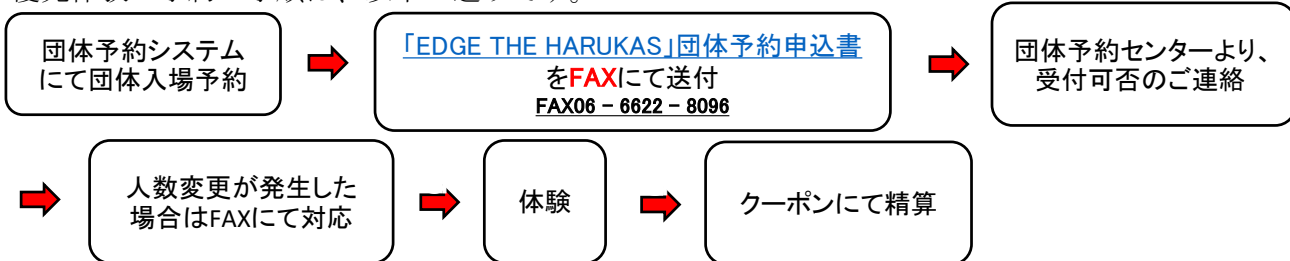 団体予約システム
にて団体入場予約
「EDGE THE HARUKAS」団体予約申込書
をFAXにて送付
FAX06 − 6622 − 8096
団体予約センターより、
受付可否のご連絡
人数変更が発生した
場合はFAXにて対応
体験
クーポンにて精算